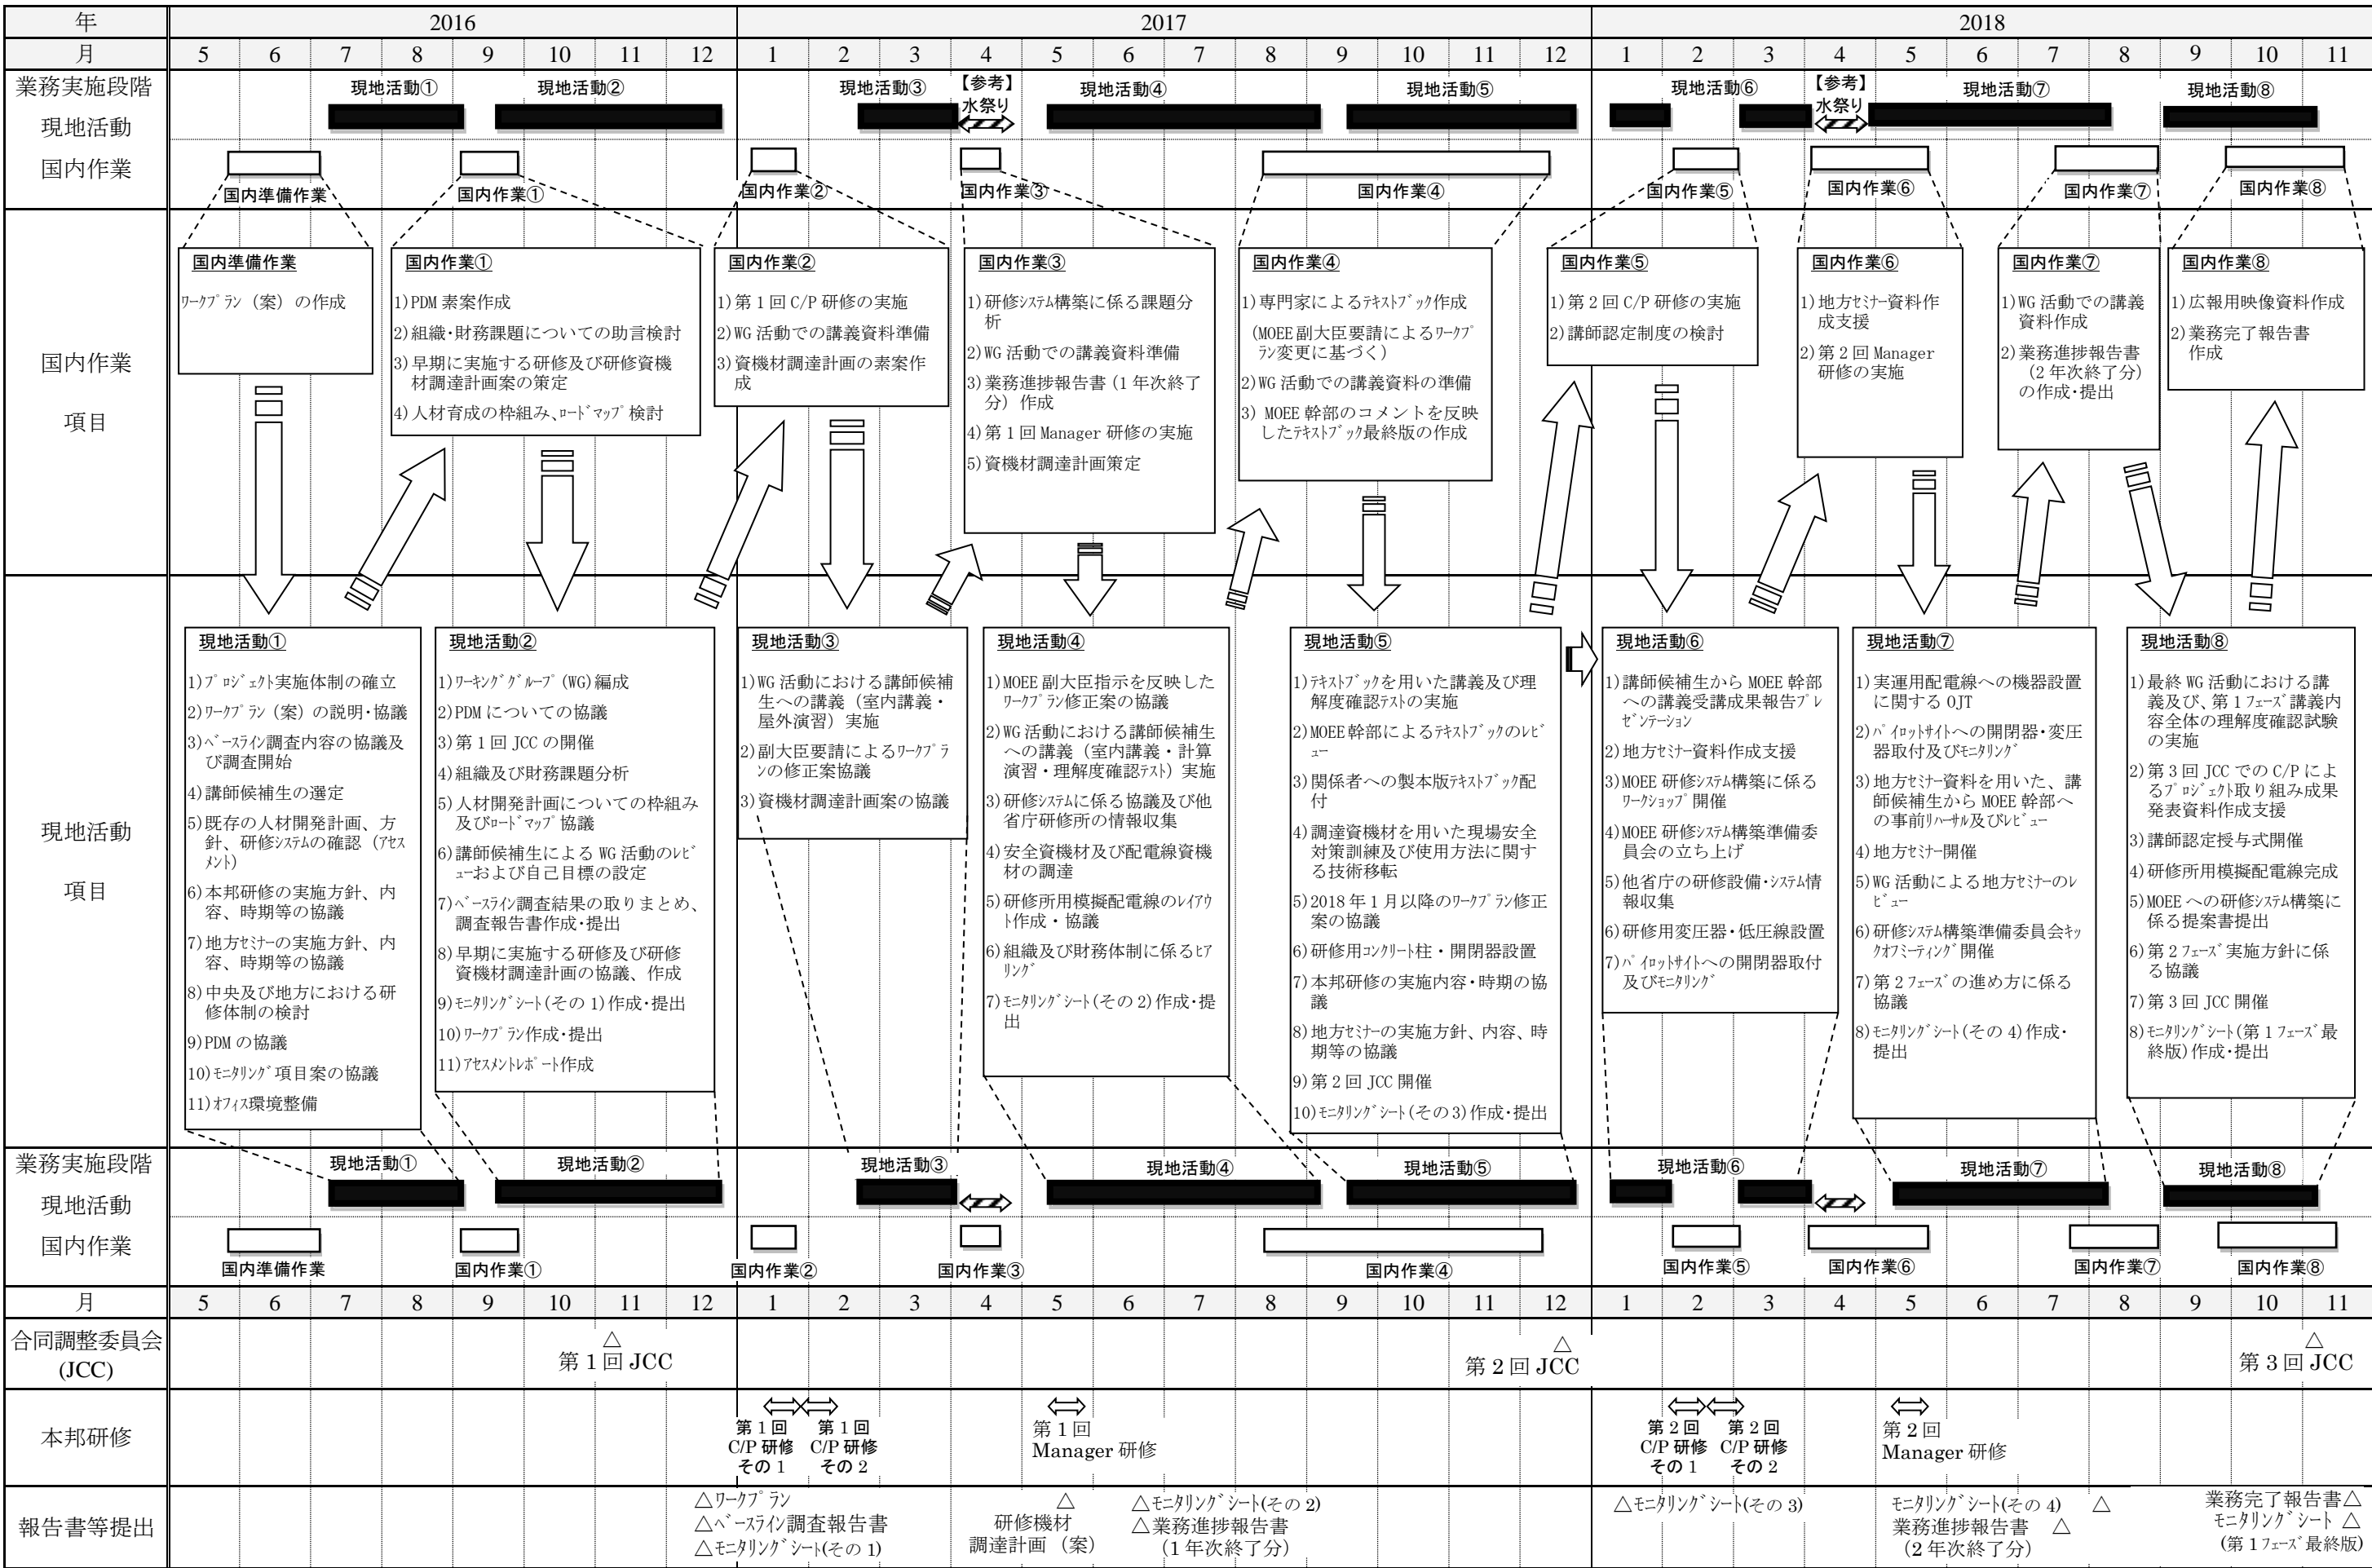 年 2016 2017 2018
月 5 6 7 8 9 10 11 12 1 2 3 4 5 6 7 8 9 10 11 12 1 2 3 4 5 6 7 8 9 10 11
業務実施段階
現地活動
国内作業
現地活動① 現地活動② 現地活動③ 【参考】 現地活動④ 現地活動⑤ 現地活動⑥ 【参考】 現地活動⑦ 現地活動⑧
水祭り 水祭り
国内準備作業 国内作業① 国内作業② 国内作業③ 国内作業④ 国内作業⑤ 国内作業⑥ 国内作業⑦ 国内作業⑧
国内作業
項目
国内準備作業
ワークプラン（案）の作成
国内作業①
1)PDM 素案作成
2)組織・財務課題についての助言検討
3)早期に実施する研修及び研修資機
材調達計画案の策定
4)人材育成の枠組み、ロードマップ検討
国内作業②
1)第 1 回 C/P 研修の実施
2)WG 活動での講義資料準備
3)資機材調達計画の素案作
成
国内作業③
1)研修システム構築に係る課題分
析
2)WG 活動での講義資料準備
3)業務進捗報告書（1 年次終了
分）作成
4)第 1 回 Manager 研修の実施
5)資機材調達計画策定
国内作業④
1)専門家によるテキストブック作成
(MOEE 副大臣要請によるワークプ
ラン変更に基づく)
2)WG 活動での講義資料の準備
3) MOEE 幹部のコメントを反映
したテキストブック最終版の作成
国内作業⑤
1)第 2 回 C/P 研修の実施
2)講師認定制度の検討
国内作業⑥
1)地方セミナー資料作
成支援
2)第 2 回 Manager
研修の実施
国内作業⑦
1)WG 活動での講義
資料作成
2)業務進捗報告書
（2 年次終了分）
の作成・提出
国内作業⑧
1)広報用映像資料作成
2)業務完了報告書
作成
現地活動
項目
現地活動①
1)プロジェクト実施体制の確立
2)ワークプラン（案）の説明・協議
3)ベースライン調査内容の協議及
び調査開始
4)講師候補生の選定
5)既存の人材開発計画、方
針、研修システムの確認（アセス
メント)
6)本邦研修の実施方針、内
容、時期等の協議
7)地方セミナーの実施方針、内
容、時期等の協議
8)中央及び地方における研
修体制の検討
9)PDM の協議
10)モニタリング項目案の協議
11)オフィス環境整備
現地活動②
1)ワーキンググループ(WG)編成
2)PDM についての協議
3)第 1 回 JCC の開催
4)組織及び財務課題分析
5)人材開発計画についての枠組み
及びロードマップ協議
6)講師候補生による WG 活動のレビ
ューおよび自己目標の設定
7)ベースライン調査結果の取りまとめ、
調査報告書作成・提出
8)早期に実施する研修及び研修
資機材調達計画の協議、作成
9)モニタリングシート(その 1)作成・提出
10)ワークプラン作成・提出
11)アセスメントレポート作成
現地活動③
1)WG 活動における講師候補
生への講義（室内講義・
屋外演習）実施
2)副大臣要請によるワークプラ
ンの修正案協議
3)資機材調達計画案の協議
現地活動④
1)MOEE 副大臣指示を反映した
ワークプラン修正案の協議
2)WG 活動における講師候補生
への講義（室内講義・計算
演習・理解度確認テスト）実施
3)研修システムに係る協議及び他
省庁研修所の情報収集
4)安全資機材及び配電線資機
材の調達
5)研修所用模擬配電線のレイアウ
ト作成・協議
6)組織及び財務体制に係るヒア
リング
7)モニタリングシート(その 2)作成・提
出
現地活動⑤
1)テキストブックを用いた講義及び理
解度確認テストの実施
2)MOEE 幹部によるテキストブックのレビ
ュー
3)関係者への製本版テキストブック配
付
4)調達資機材を用いた現場安全
対策訓練及び使用方法に関す
る技術移転
5)2018 年 1 月以降のワークプラン修正
案の協議
6)研修用コンクリート柱・開閉器設置
7)本邦研修の実施内容・時期の協
議
8)地方セミナーの実施方針、内容、時
期等の協議
9)第 2 回 JCC 開催
10)モニタリングシート(その 3)作成・提出
現地活動⑥
1)講師候補生から MOEE 幹部
への講義受講成果報告プレ
ゼンテーション
2)地方セミナー資料作成支援
3)MOEE 研修システム構築に係る
ワークショップ開催
4)MOEE 研修システム構築準備委
員会の立ち上げ
5)他省庁の研修設備・システム情
報収集
6)研修用変圧器・低圧線設置
7)パイロットサイトへの開閉器取付
及びモニタリング
現地活動⑦
1)実運用配電線への機器設置
に関する OJT
2)パイロットサイトへの開閉器・変圧
器取付及びモニタリング
3)地方セミナー資料を用いた、講
師候補生から MOEE 幹部へ
の事前リハーサル及びレビュー
4)地方セミナー開催
5)WG 活動による地方セミナーのレ
ビュー
6)研修システム構築準備委員会キッ
クオフミーティング開催
7)第 2 フェーズの進め方に係る
協議
8)モニタリングシート(その 4)作成・
提出
現地活動⑧
1)最終 WG 活動における講
義及び、第 1 フェーズ講義内
容全体の理解度確認試験
の実施
2)第 3 回 JCC での C/P によ
るプロジェクト取り組み成果
発表資料作成支援
3)講師認定授与式開催
4)研修所用模擬配電線完成
5)MOEE への研修システム構築に
係る提案書提出
6)第 2 フェーズ実施方針に係
る協議
7)第 3 回 JCC 開催
8)モニタリングシート(第 1 フェーズ最
終版)作成・提出
業務実施段階
現地活動
国内作業
現地活動① 現地活動② 現地活動③ 現地活動④ 現地活動⑤ 現地活動⑥ 現地活動⑦ 現地活動⑧
国内準備作業 国内作業① 国内作業② 国内作業③ 国内作業④ 国内作業⑤ 国内作業⑥ 国内作業⑦ 国内作業⑧
月 5 6 7 8 9 10 11 12 1 2 3 4 5 6 7 8 9 10 11 12 1 2 3 4 5 6 7 8 9 10 11
合同調整委員会
(JCC)
△
第 1 回 JCC
△
第 2 回 JCC
△
第 3 回 JCC
本邦研修
第 1 回
C/P 研修
その 1
第 1 回
C/P 研修
その 2
第 1 回
Manager 研修
第 2 回
C/P 研修
その 1
第 2 回
C/P 研修
その 2
第 2 回
Manager 研修
報告書等提出
△ワークプラン
△ベースライン調査報告書
△モニタリングシート(その 1)
△
研修機材
調達計画（案）
△モニタリングシート(その 2)
△業務進捗報告書
（1 年次終了分）
△モニタリングシート(その 3)
モニタリングシート(その 4) △
業務進捗報告書 △
（2 年次終了分）
業務完了報告書△
モニタリングシート △
(第 1 フェーズ最終版)